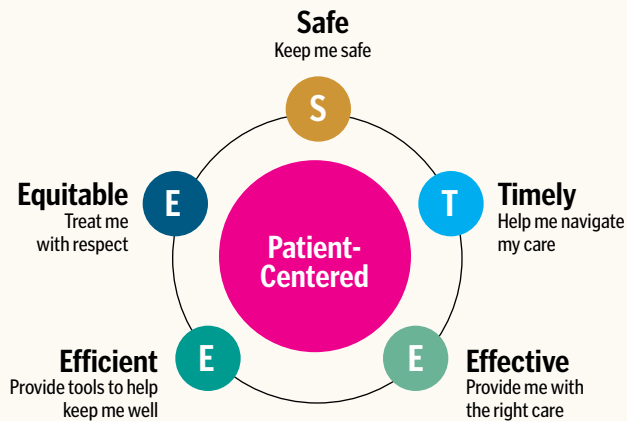 Safe
Keep me safe
S
Equitable
Treat me
with respect
E
T
Timely
Help me navigate
my care
Patient-
Centered
Efficient
Provide tools to help
keep me well
E
E
Effective
Provide me with
the right care